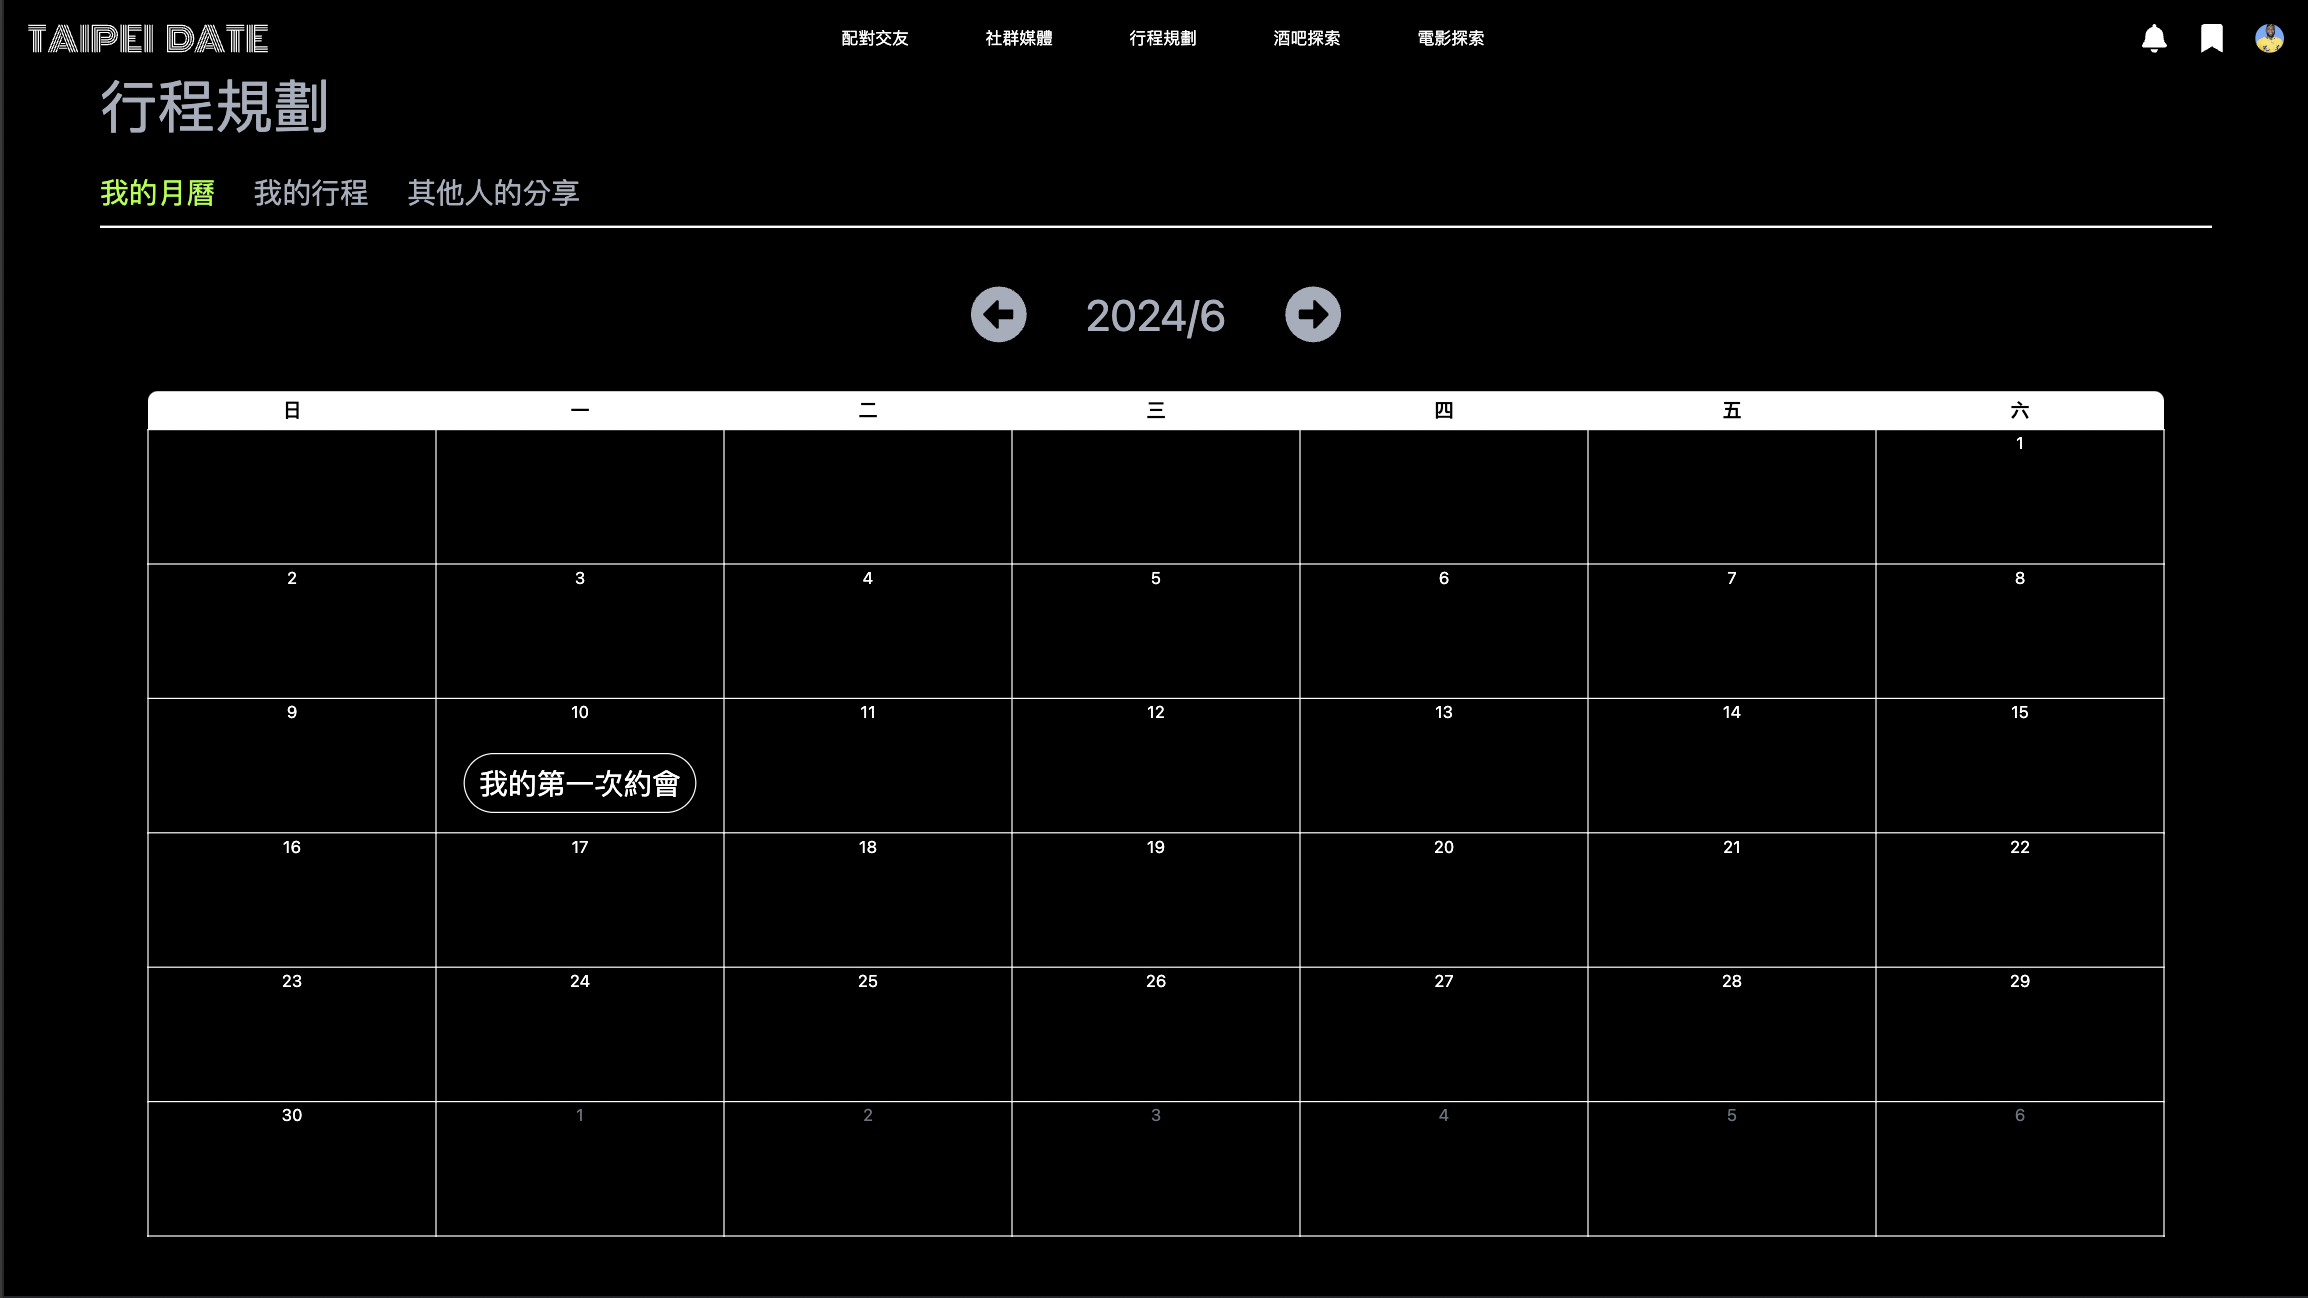 TAIPEI DATE 配對交友 社群媒體 行程規劃 酒吧探索 電影探索
行程規劃
我的月曆 我的行程 其他人的分享
2024/6
日 一 二 三 四 五 六
1
2 3 4 5 6 7 8
9 10 11 12 13 14 15
我的第一次約會
16 17 18 19 20 21 22
23 24 25 26 27 28 29
30 1 2 3 4 5 6